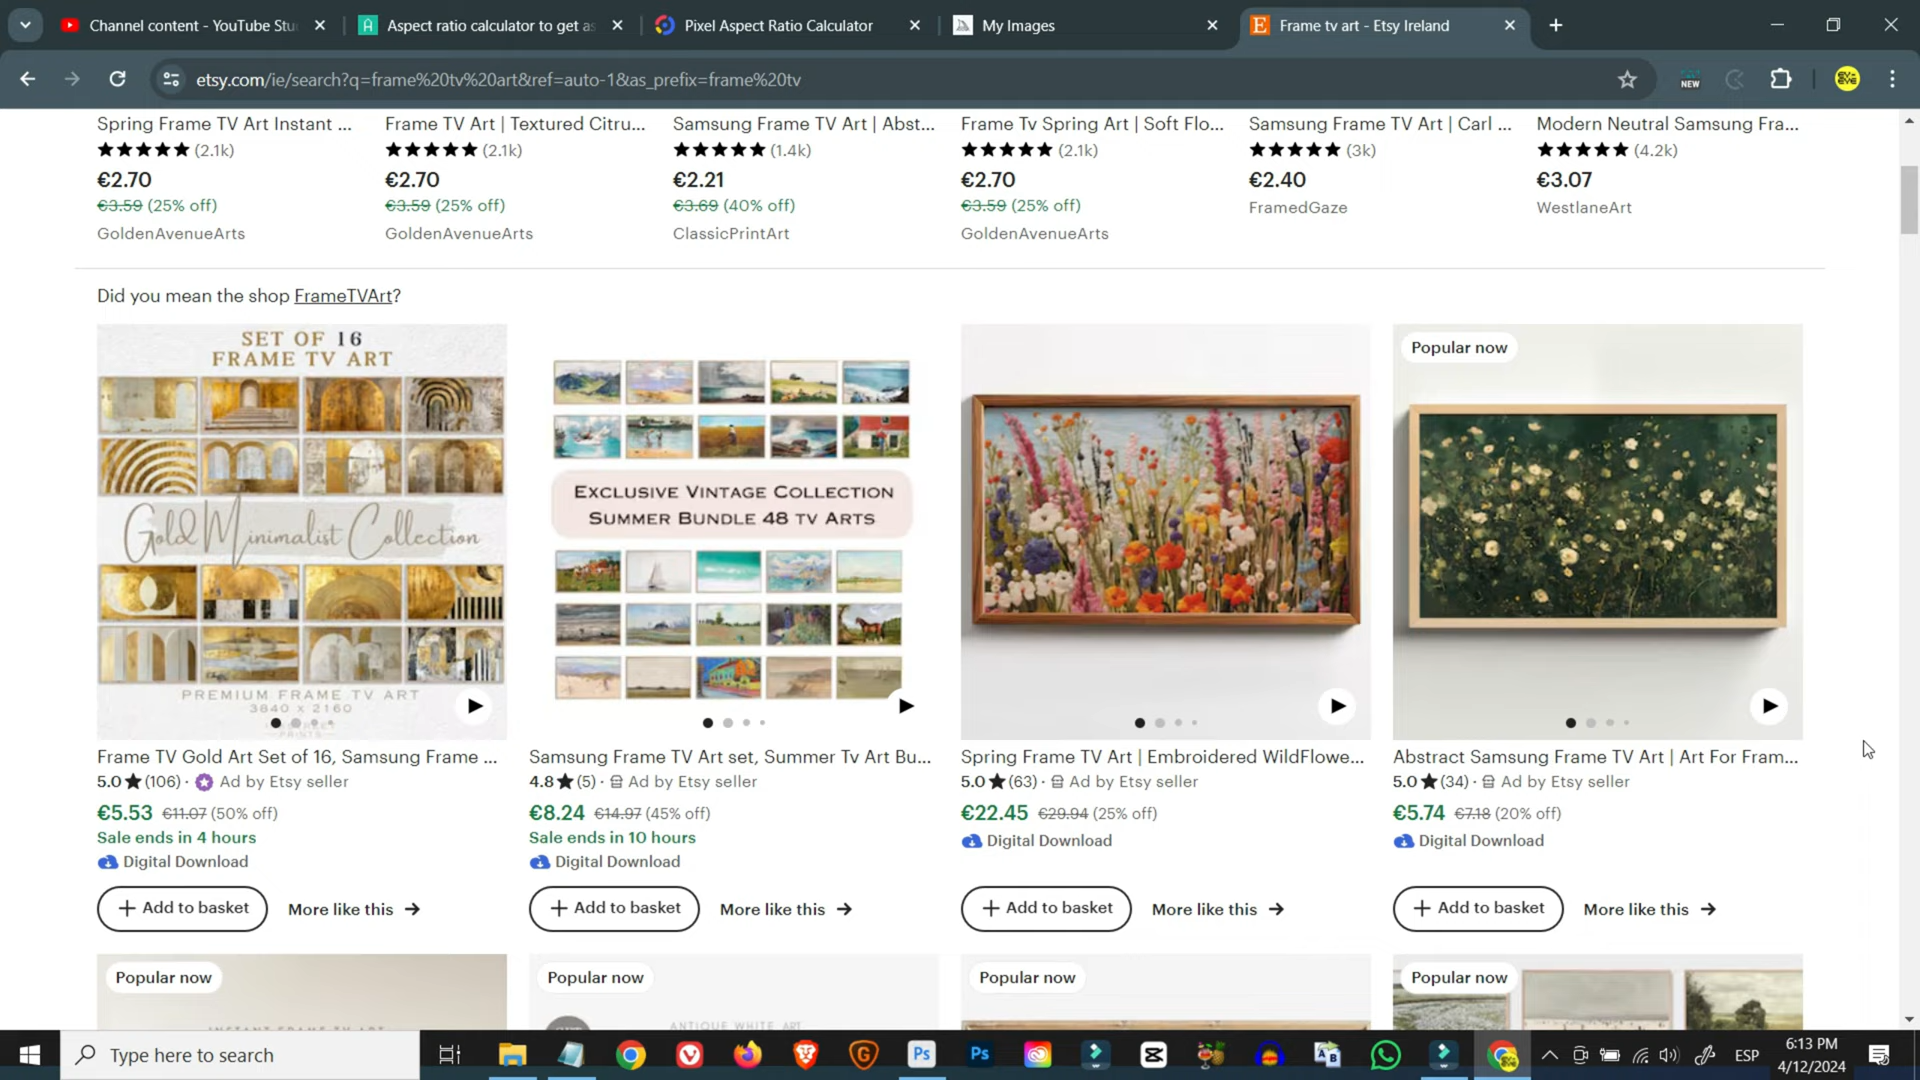 Channel content - YouTube Stu
Aspect ratio calculator to get as
Pixel Aspect Ratio Calculator
My Images
Frame tv art - Etsy Ireland
etsy.com/ie/search?q=frame%20tv%20art&ref=auto-1&as_prefix=frame%20tv
NEW
Spring Frame TV Art Instant ...
Frame TV Art | Textured Citru...
Samsung Frame TV Art | Abst...
Frame Tv Spring Art | Soft Flo...
Samsung Frame TV Art | Carl ...
Modern Neutral Samsung Fra...
(2.1k)
(2.1k)
(1.4k)
(2.1k)
(3k)
(4.2k)
€2.70
€2.70
€2.21
€2.70
€2.40
€3.07
€3.59 (25% off)
€3.59 (25% off)
€3.69 (40% off)
€3.59 (25% off)
FramedGaze
WestlaneArt
GoldenAvenueArts
GoldenAvenueArts
ClassicPrintArt
GoldenAvenueArts
Did you mean the shop FrameTVArt?
SET OF 16
FRAME TV ART
Gold Minimalist Collection
PREMIUM FRAME TV ART
3840 x 2160
PRINTS
EXCLUSIVE VINTAGE COLLECTION
SUMMER BUNDLE 48 TV ARTS
Popular now
Frame TV Gold Art Set of 16, Samsung Frame ...
5.0 (106) · Ad by Etsy seller
€5.53 €11.07 (50% off)
Sale ends in 4 hours
Digital Download
+ Add to basket
More like this →
Samsung Frame TV Art set, Summer Tv Art Bu...
4.8 (5) · Ad by Etsy seller
€8.24 €14.97 (45% off)
Sale ends in 10 hours
Digital Download
+ Add to basket
More like this →
Spring Frame TV Art | Embroidered WildFlowe...
5.0 (63) · Ad by Etsy seller
€22.45 €29.94 (25% off)
Digital Download
+ Add to basket
More like this →
Abstract Samsung Frame TV Art | Art For Fram...
5.0 (34) · Ad by Etsy seller
€5.74 €7.18 (20% off)
Digital Download
+ Add to basket
More like this →
Popular now
Popular now
Popular now
Popular now
INSTANT FRAME TV ART
ANTIQUE WHITE ART
Type here to search
Ps
Ps
ESP
6:13 PM
4/12/2024